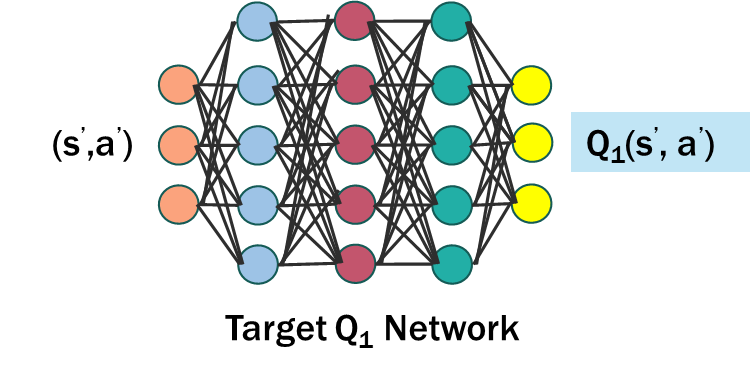 (s’,a’)
Q₁(s’, a’)
Target Q₁ Network